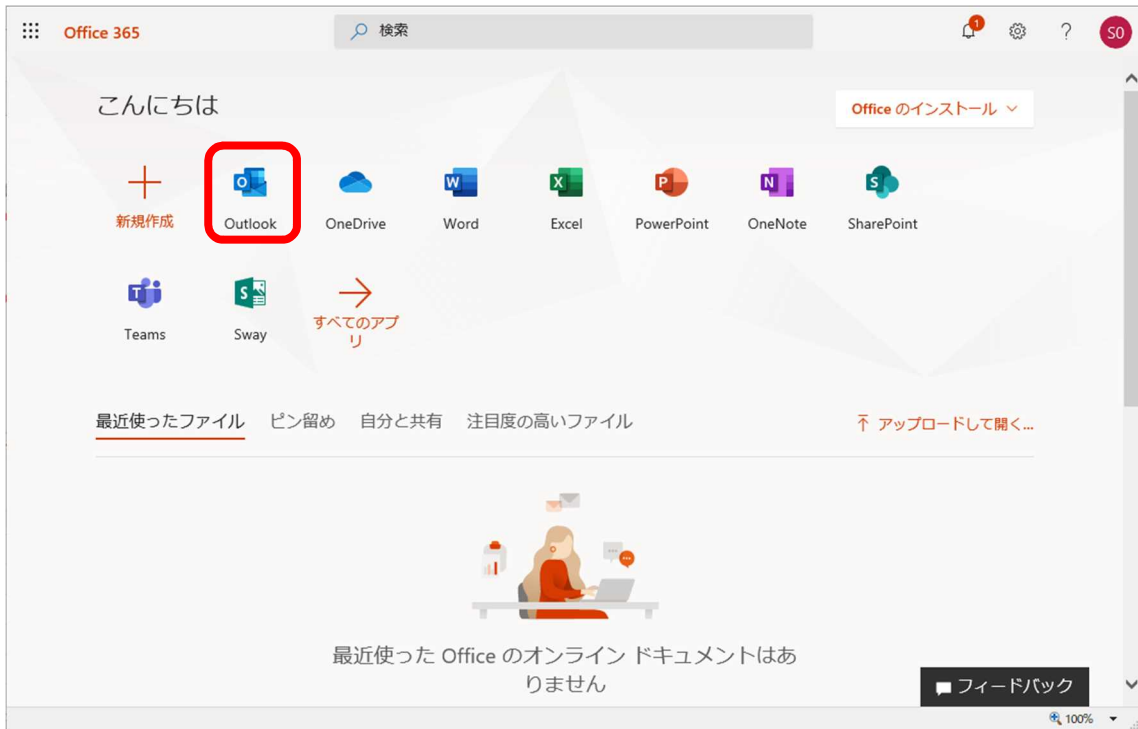 Office 365
検索
1
?
S0
こんにちは
Office のインストール
新規作成
Outlook
OneDrive
Word
Excel
PowerPoint
OneNote
SharePoint
Teams
Sway
すべてのアプ
リ
最近使ったファイル
ピン留め
自分と共有
注目度の高いファイル
アップロードして開く...
最近使った Office のオンライン ドキュメントはあ
りません
フィードバック
100%